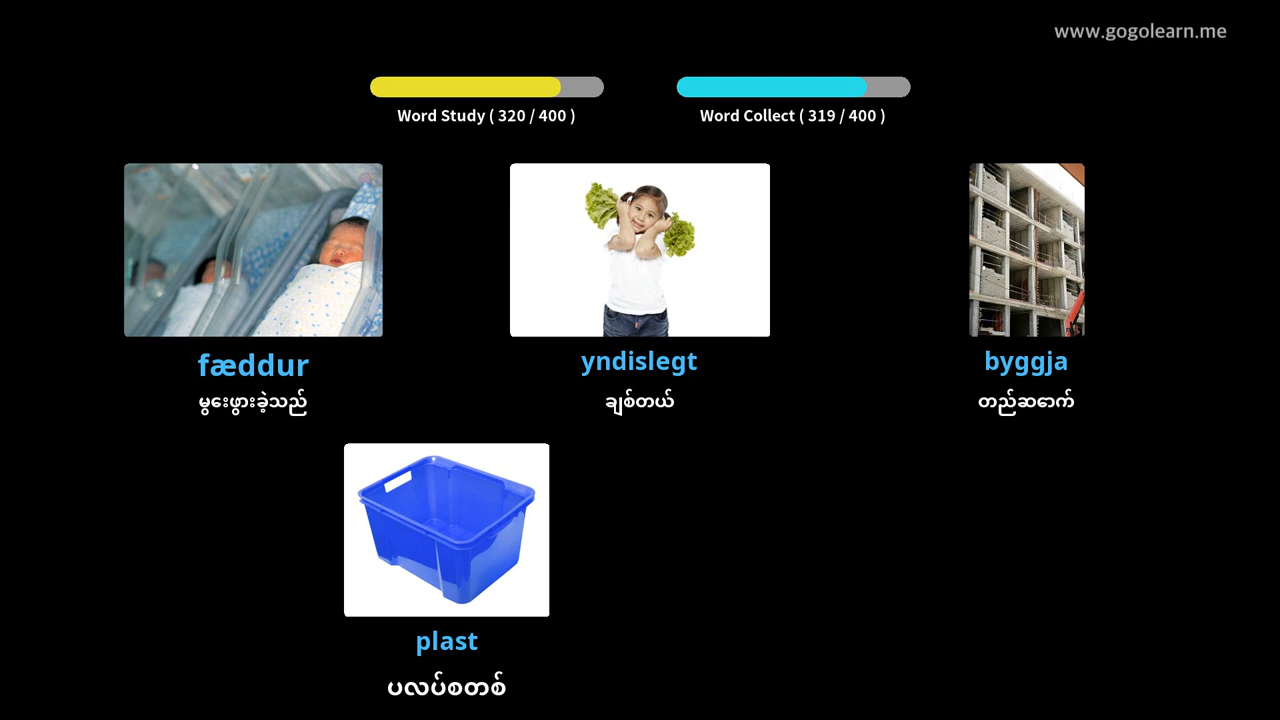 www.gogolearn.me
Word Study ( 320 / 400 )
Word Collect ( 319 / 400 )
fæddur
yndislegt
byggja
မွေးဖွားခဲ့သည်
ချစ်တယ်
တည်ဆောက်
plast
ပလပ်စတစ်